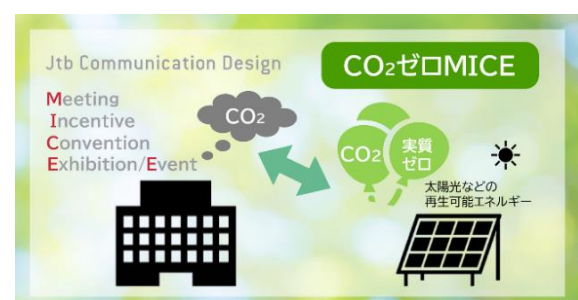 Jtb Communication Design
CO₂ゼロMICE
Meeting
Incentive
Convention
Exhibition/Event
CO₂
CO₂
実質
ゼロ
太陽光などの
再生可能エネルギー